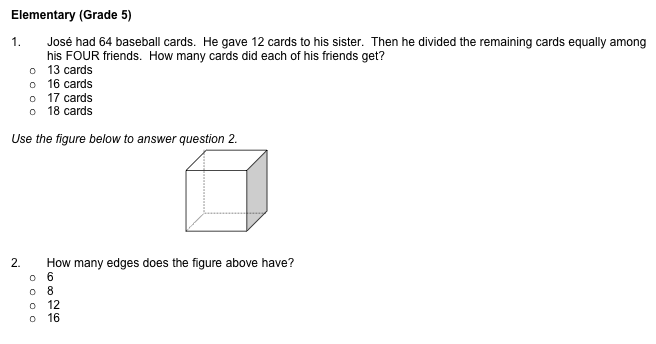 Elementary (Grade 5)
1. José had 64 baseball cards. He gave 12 cards to his sister. Then he divided the remaining cards equally among
his FOUR friends. How many cards did each of his friends get?
o 13 cards
o 16 cards
o 17 cards
o 18 cards
Use the figure below to answer question 2.
2. How many edges does the figure above have?
o 6
o 8
o 12
o 16